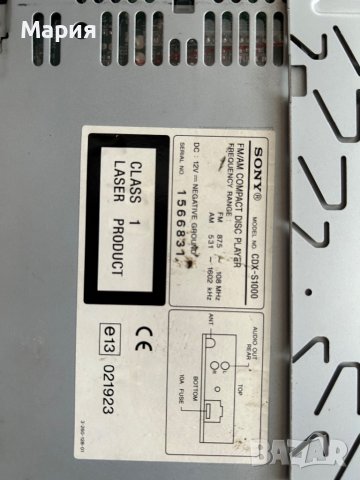 Мария
SONY®
MODEL NO. CDX-S1000
FM/AM COMPACT DISC PLAYER
FREQUENCY RANGE:
FM 875 ~ 108 MHz
AM 531 ~ 1602 kHz
DC: 12V NEGATIVE GROUND
SERIAL NO. 1566831
CLASS 1
LASER PRODUCT
AUDIO OUT
REAR
TOP
ANT
R
L
BOTTOM
10A FUSE
CE
e13 021923
BAZAR